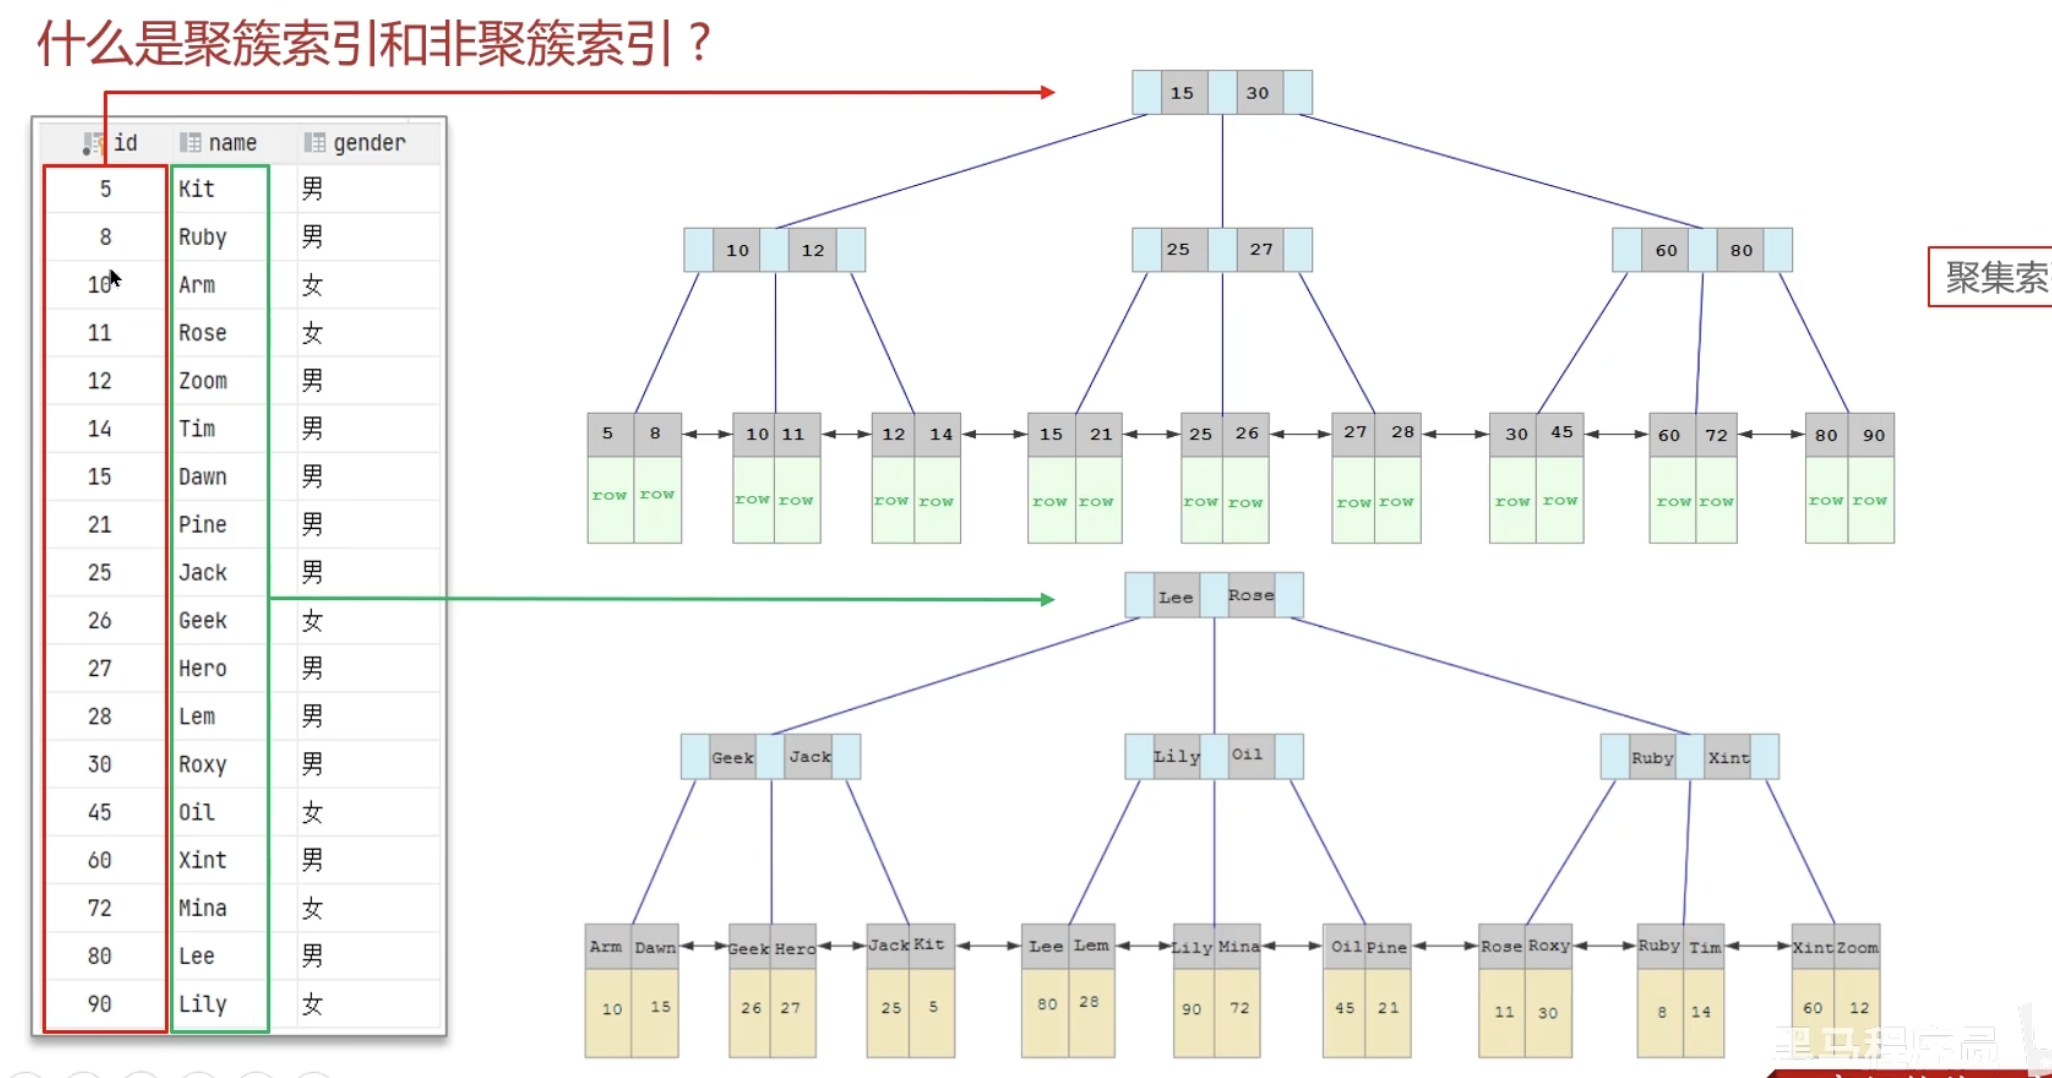 什么是聚簇索引和非聚簇索引？
id name gender
5 Kit 男
8 Ruby 男
10 Arm 女
11 Rose 女
12 Zoom 男
14 Tim 男
15 Dawn 男
21 Pine 男
25 Jack 男
26 Geek 女
27 Hero 男
28 Lem 男
30 Roxy 男
45 Oil 女
60 Xint 男
72 Mina 女
80 Lee 男
90 Lily 女
15 30
10 12 25 27 60 80
聚集索
5 8 10 11 12 14 15 21 25 26 27 28 30 45 60 72 80 90
row row row row row row row row row row row row row row row row row row
Lee Rose
Geek Jack Lily Oil Ruby Xint
Arm Dawn Geek Hero Jack Kit Lee Lem Lily Mina Oil Pine Rose Roxy Ruby Tim Xint Zoom
10 15 26 27 25 5 80 28 90 72 45 21 11 30 8 14 60 12
黑马程序员